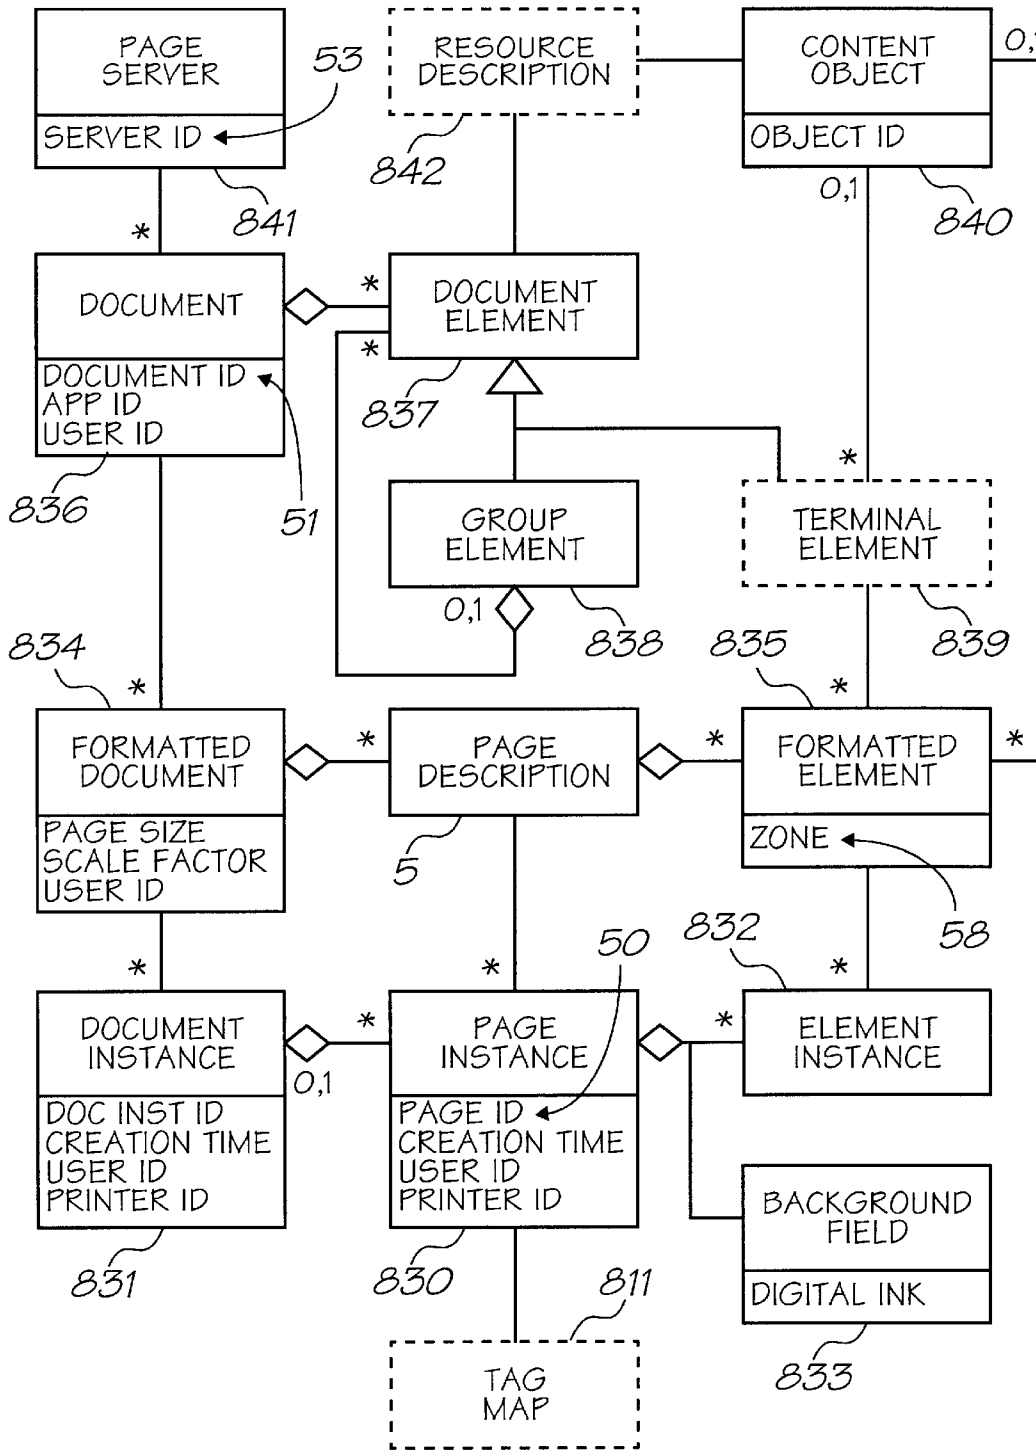 PAGE
SERVER
SERVER ID
53
841
*
RESOURCE
DESCRIPTION
842
CONTENT
OBJECT
OBJECT ID
0,1
840
DOCUMENT
DOCUMENT ID
APP ID
USER ID
836
51
*
*
DOCUMENT
ELEMENT
837
GROUP
ELEMENT
0,1
838
*
TERMINAL
ELEMENT
839
834
*
FORMATTED
DOCUMENT
PAGE SIZE
SCALE FACTOR
USER ID
*
PAGE
DESCRIPTION
5
835
*
*
FORMATTED
ELEMENT
ZONE
58
*
*
DOCUMENT
INSTANCE
0,1
DOC INST ID
CREATION TIME
USER ID
PRINTER ID
831
*
*
50
PAGE
INSTANCE
PAGE ID
CREATION TIME
USER ID
PRINTER ID
830
832
*
*
ELEMENT
INSTANCE
BACKGROUND
FIELD
DIGITAL INK
833
811
TAG
MAP